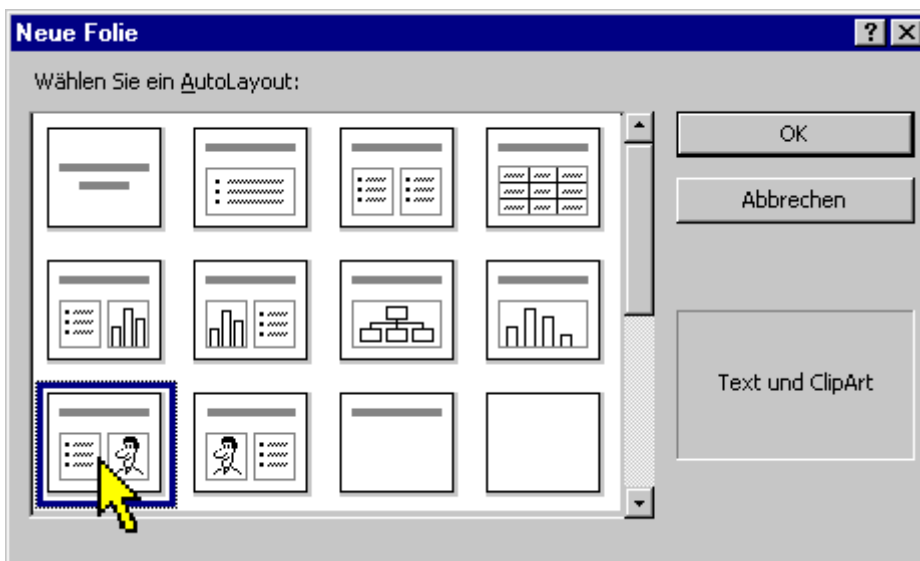 Neue Folie
Wählen Sie ein AutoLayout:
OK
Abbrechen
Text und ClipArt